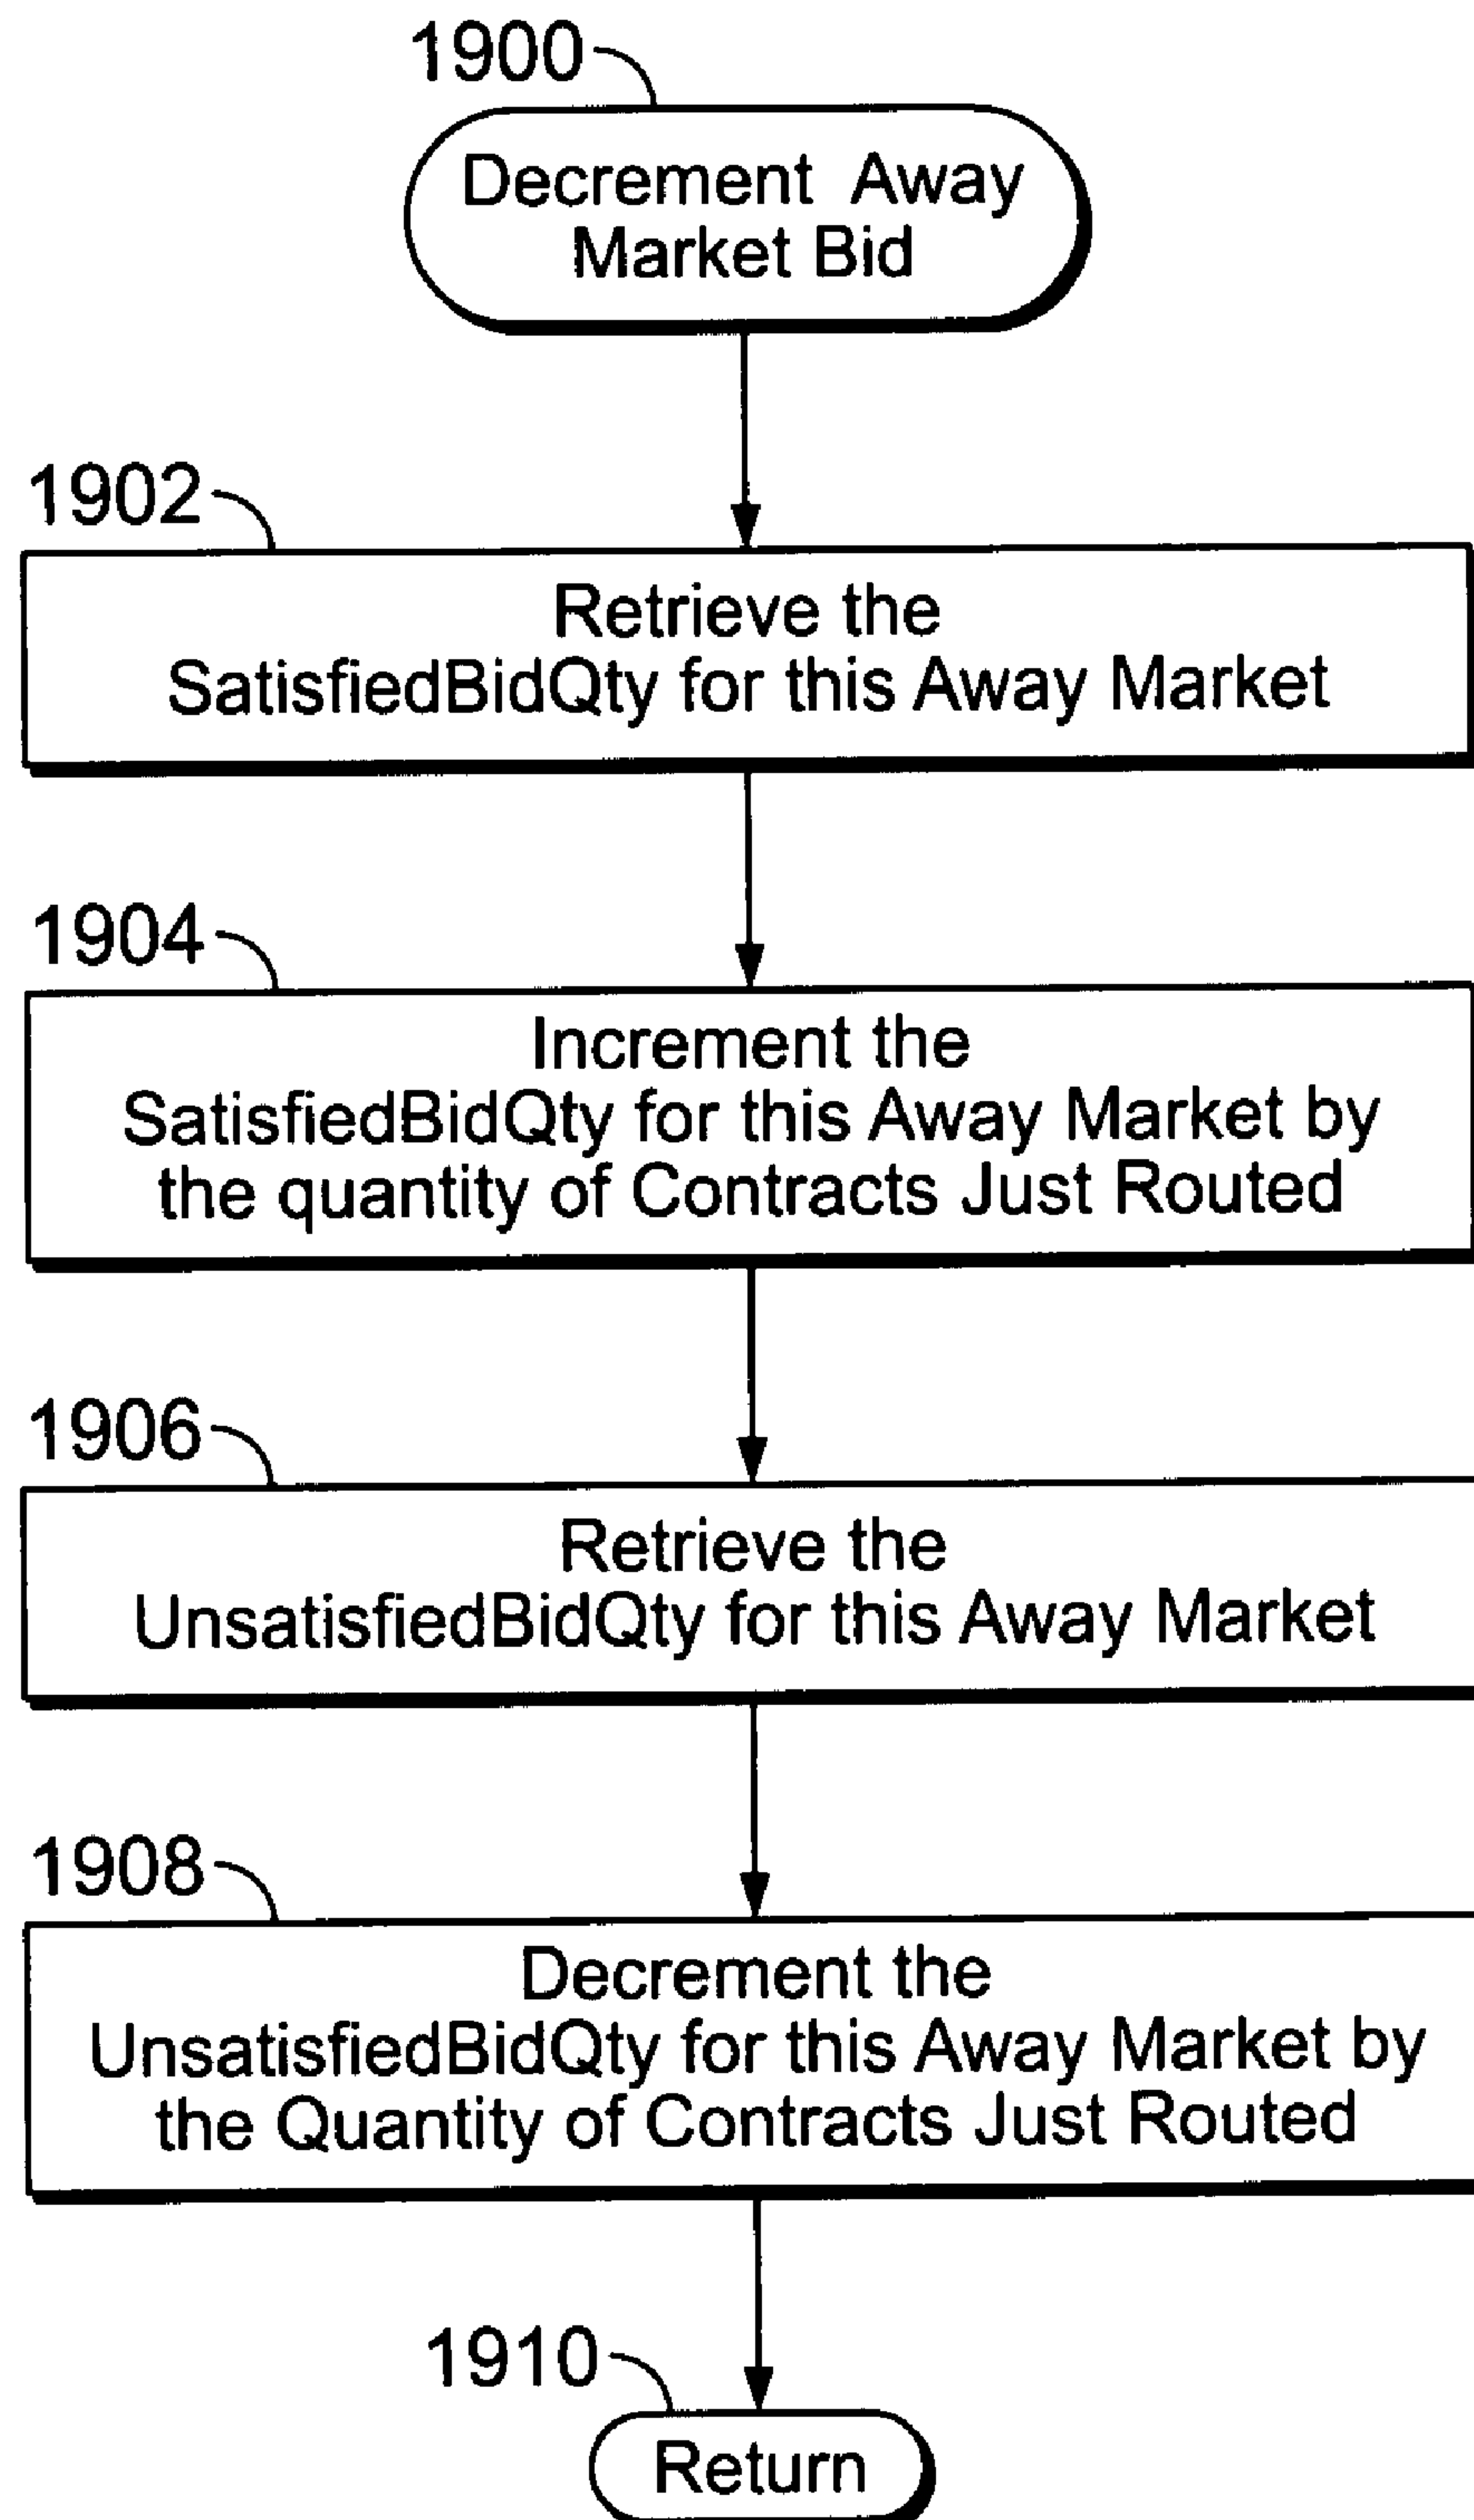 1900
Decrement Away
Market Bid
1902
Retrieve the
SatisfiedBidQty for this Away Market
1904
Increment the
SatisfiedBidQty for this Away Market by
the quantity of Contracts Just Routed
1906
Retrieve the
UnsatisfiedBidQty for this Away Market
1908
Decrement the
UnsatisfiedBidQty for this Away Market by
the Quantity of Contracts Just Routed
1910
Return